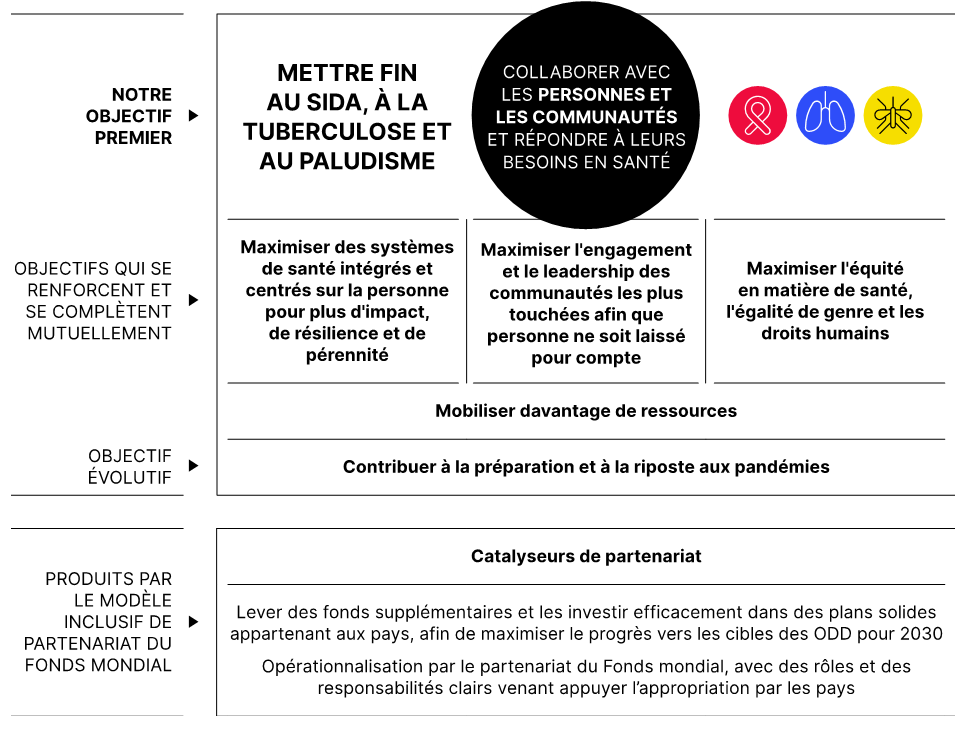 NOTRE
OBJECTIF
PREMIER
METTRE FIN
AU SIDA, À LA
TUBERCULOSE ET
AU PALUDISME
COLLABORER AVEC
LES PERSONNES ET
LES COMMUNAUTÉS
ET RÉPONDRE À LEURS
BESOINS EN SANTÉ
OBJECTIFS QUI SE
RENFORCENT ET
SE COMPLÈTENT
MUTUELLEMENT
Maximiser des systèmes
de santé intégrés et
centrés sur la personne
pour plus d'impact,
de résilience et de
pérennité
Maximiser l'engagement
et le leadership des
communautés les plus
touchées afin que
personne ne soit laissé
pour compte
Maximiser l'équité
en matière de santé,
l'égalité de genre et les
droits humains
Mobiliser davantage de ressources
OBJECTIF
ÉVOLUTIF
Contribuer à la préparation et à la riposte aux pandémies
PRODUITS PAR
LE MODÈLE
INCLUSIF DE
PARTENARIAT DU
FONDS MONDIAL
Catalyseurs de partenariat
Lever des fonds supplémentaires et les investir efficacement dans des plans solides
appartenant aux pays, afin de maximiser le progrès vers les cibles des ODD pour 2030
Opérationnalisation par le partenariat du Fonds mondial, avec des rôles et des
responsabilités clairs venant appuyer l’appropriation par les pays